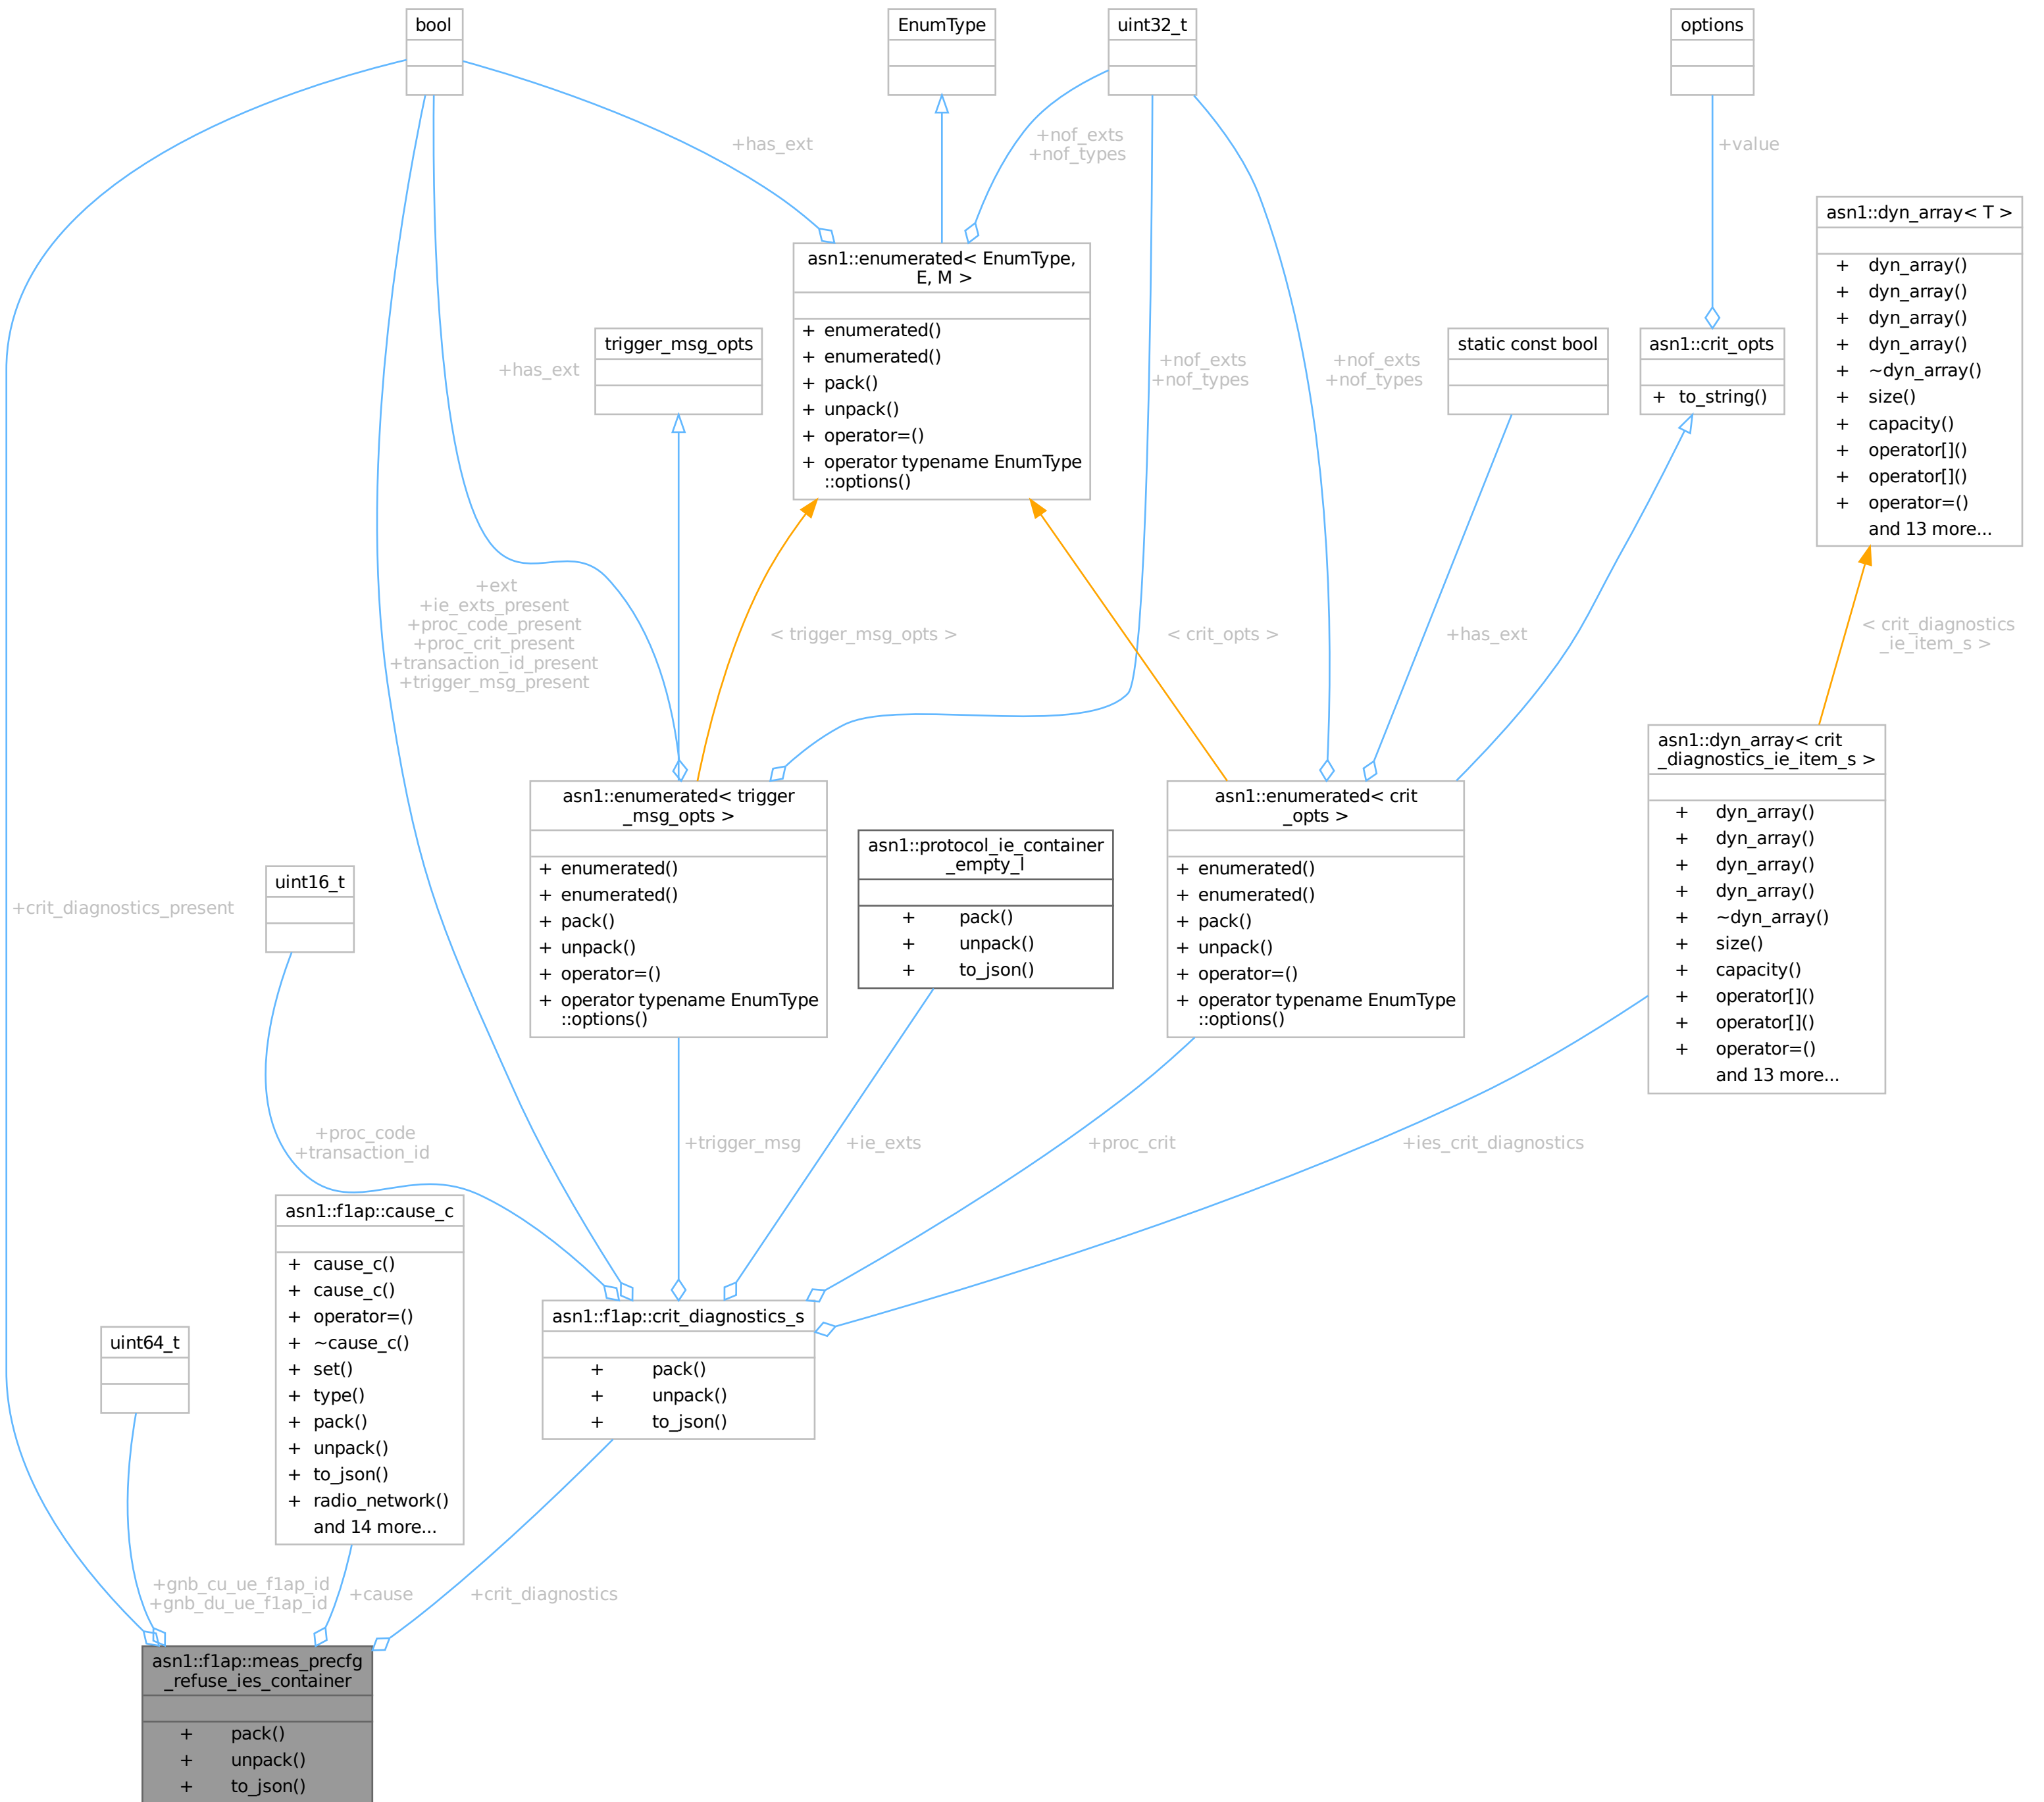 bool
EnumType
uint32_t
options
+has_ext
+nof_exts
+nof_types
+value
asn1::dyn_array< T >
+ dyn_array()
+ dyn_array()
+ dyn_array()
+ dyn_array()
+ ~dyn_array()
+ size()
+ capacity()
+ operator[]()
+ operator[]()
+ operator=()
and 13 more...
asn1::enumerated< EnumType,
E, M >
+ enumerated()
+ enumerated()
+ pack()
+ unpack()
+ operator=()
+ operator typename EnumType
::options()
+has_ext
trigger_msg_opts
+nof_exts
+nof_types
+nof_exts
+nof_types
static const bool
asn1::crit_opts
+ to_string()
+ext
+ie_exts_present
+proc_code_present
+proc_crit_present
+transaction_id_present
+trigger_msg_present
< trigger_msg_opts >
< crit_opts >
+has_ext
< crit_diagnostics
_ie_item_s >
asn1::dyn_array< crit
_diagnostics_ie_item_s >
+ dyn_array()
+ dyn_array()
+ dyn_array()
+ dyn_array()
+ ~dyn_array()
+ size()
+ capacity()
+ operator[]()
+ operator[]()
+ operator=()
and 13 more...
asn1::enumerated< trigger
_msg_opts >
+ enumerated()
+ enumerated()
+ pack()
+ unpack()
+ operator=()
+ operator typename EnumType
::options()
asn1::protocol_ie_container
_empty_l
+ pack()
+ unpack()
+ to_json()
asn1::enumerated< crit
_opts >
+ enumerated()
+ enumerated()
+ pack()
+ unpack()
+ operator=()
+ operator typename EnumType
::options()
uint16_t
+crit_diagnostics_present
+proc_code
+transaction_id
+trigger_msg
+ie_exts
+proc_crit
+ies_crit_diagnostics
asn1::f1ap::cause_c
+ cause_c()
+ cause_c()
+ operator=()
+ ~cause_c()
+ set()
+ type()
+ pack()
+ unpack()
+ to_json()
+ radio_network()
and 14 more...
asn1::f1ap::crit_diagnostics_s
+ pack()
+ unpack()
+ to_json()
uint64_t
+gnb_cu_ue_f1ap_id
+gnb_du_ue_f1ap_id
+cause
+crit_diagnostics
asn1::f1ap::meas_precfg
_refuse_ies_container
+ pack()
+ unpack()
+ to_json()